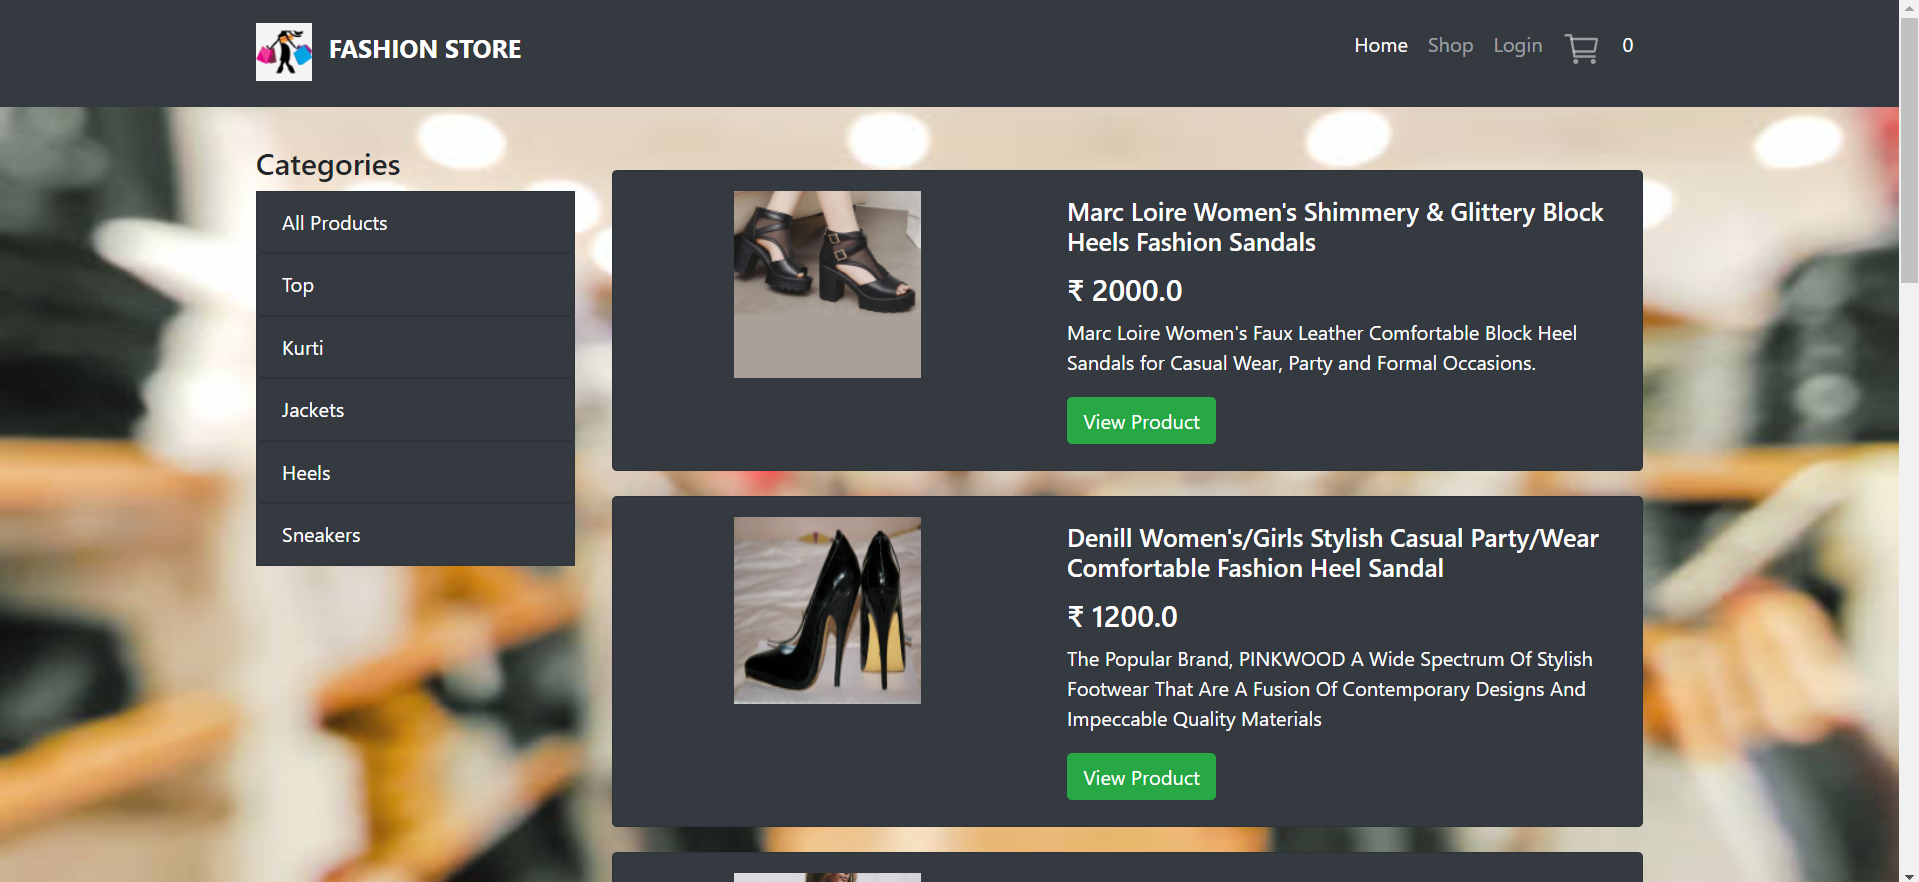 FASHION STORE
Home Shop Login 0
Categories
All Products
Top
Kurti
Jackets
Heels
Sneakers
Marc Loire Women's Shimmery & Glittery Block
Heels Fashion Sandals
₹ 2000.0
Marc Loire Women's Faux Leather Comfortable Block Heel
Sandals for Casual Wear, Party and Formal Occasions.
View Product
Denill Women's/Girls Stylish Casual Party/Wear
Comfortable Fashion Heel Sandal
₹ 1200.0
The Popular Brand, PINKWOOD A Wide Spectrum Of Stylish
Footwear That Are A Fusion Of Contemporary Designs And
Impeccable Quality Materials
View Product